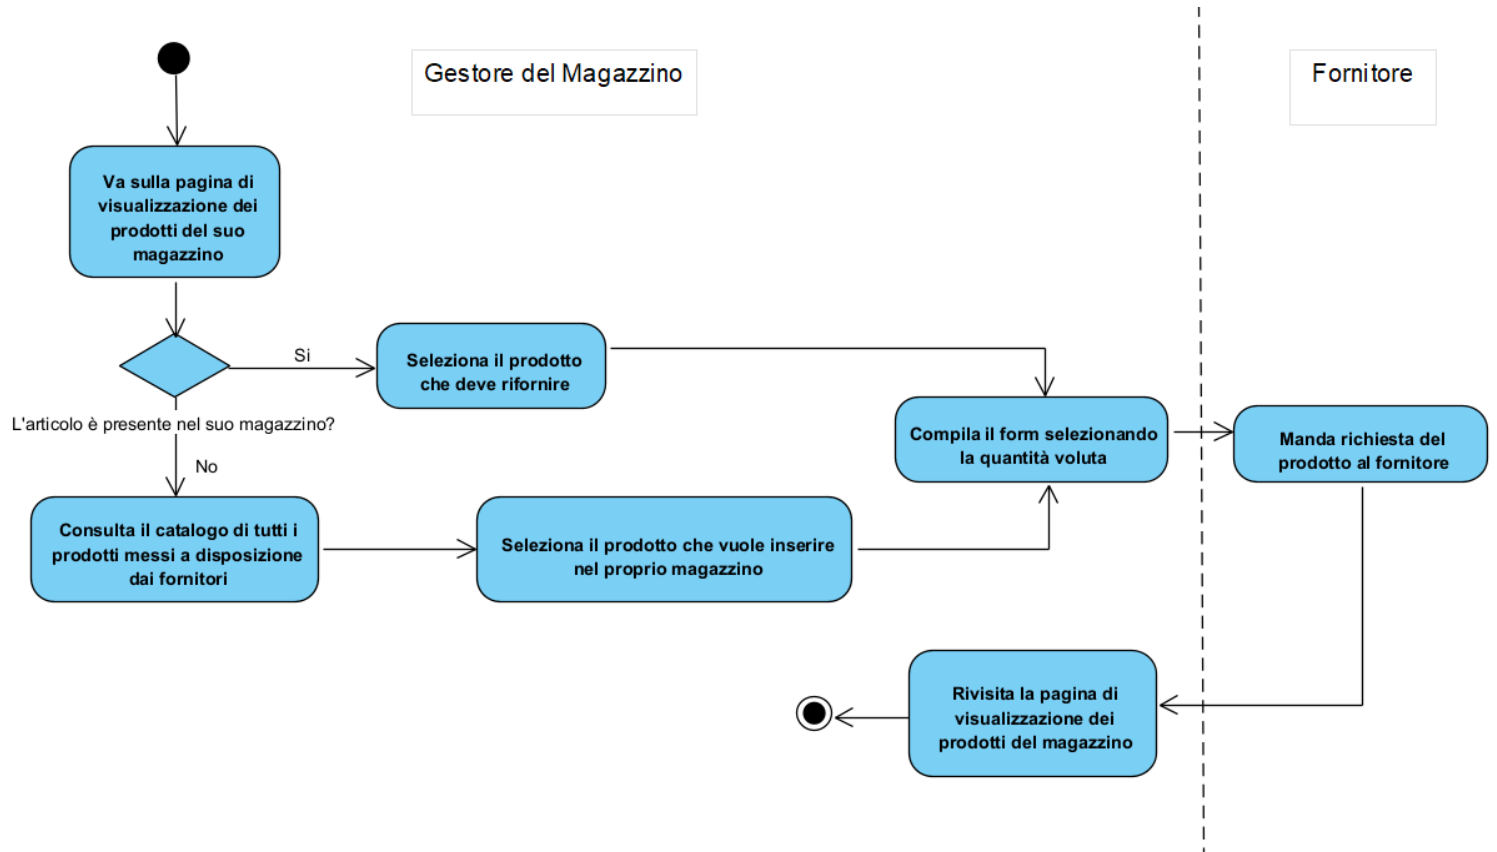 Gestore del Magazzino
Fornitore
Va sulla pagina di
visualizzazione dei
prodotti del suo
magazzino
Si
Seleziona il prodotto
che deve rifornire
L'articolo è presente nel suo magazzino?
No
Compila il form selezionando
la quantità voluta
Manda richiesta del
prodotto al fornitore
Consulta il catalogo di tutti i
prodotti messi a disposizione
dai fornitori
Seleziona il prodotto che vuole inserire
nel proprio magazzino
Rivisita la pagina di
visualizzazione dei
prodotti del magazzino